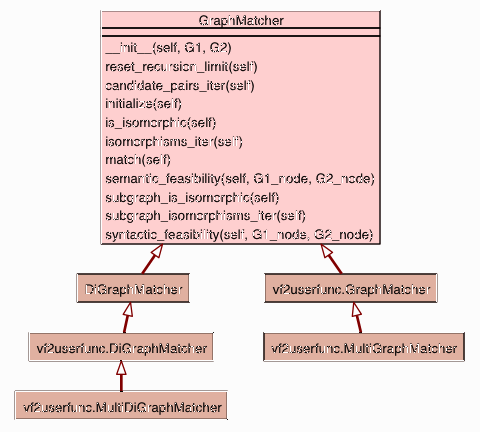 GraphMatcher
__init__(self, G1, G2)
reset_recursion_limit(self)
candidate_pairs_iter(self)
initialize(self)
is_isomorphic(self)
isomorphisms_iter(self)
match(self)
semantic_feasibility(self, G1_node, G2_node)
subgraph_is_isomorphic(self)
subgraph_isomorphisms_iter(self)
syntactic_feasibility(self, G1_node, G2_node)
DiGraphMatcher
vf2userfunc.GraphMatcher
vf2userfunc.DiGraphMatcher
vf2userfunc.MultiGraphMatcher
vf2userfunc.MultiDiGraphMatcher